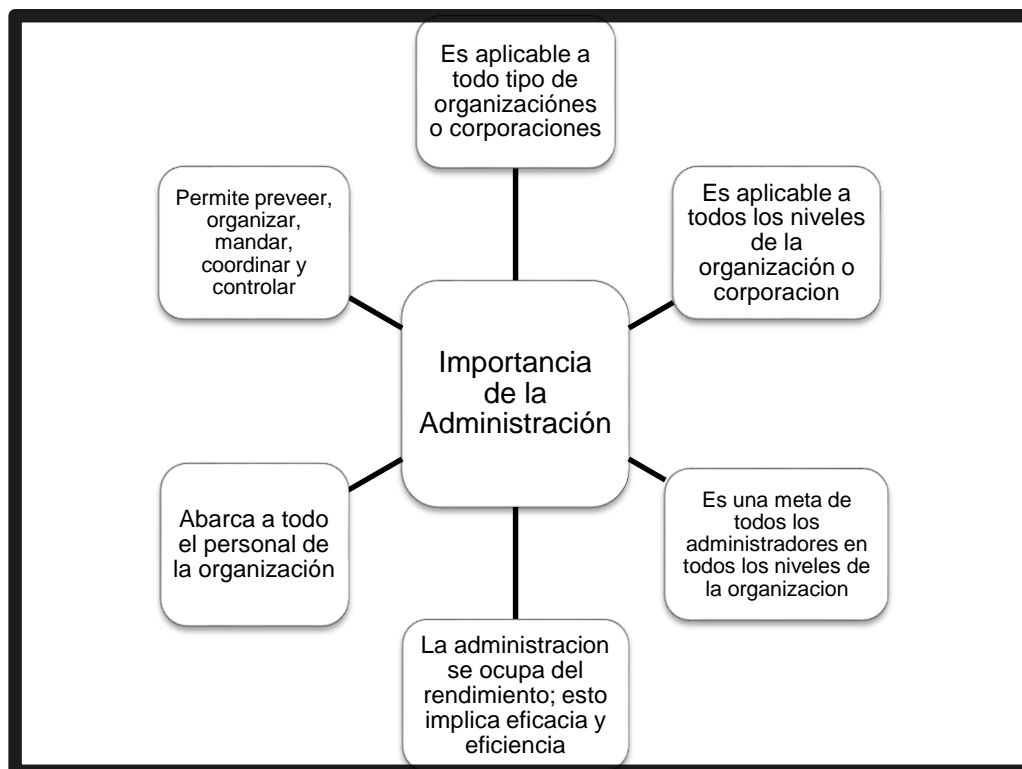 Es aplicable a
todo tipo de
organizaciónes
o corporaciones
Es aplicable a
todos los niveles
de la
organización o
corporacion
Es una meta de
todos los
administradores en
todos los niveles de
la organizacion
La administracion
se ocupa del
rendimiento; esto
implica eficacia y
eficiencia
Abarca a todo
el personal de
la organización
Permite preveer,
organizar,
mandar,
coordinar y
controlar
Importancia
de la
Administración